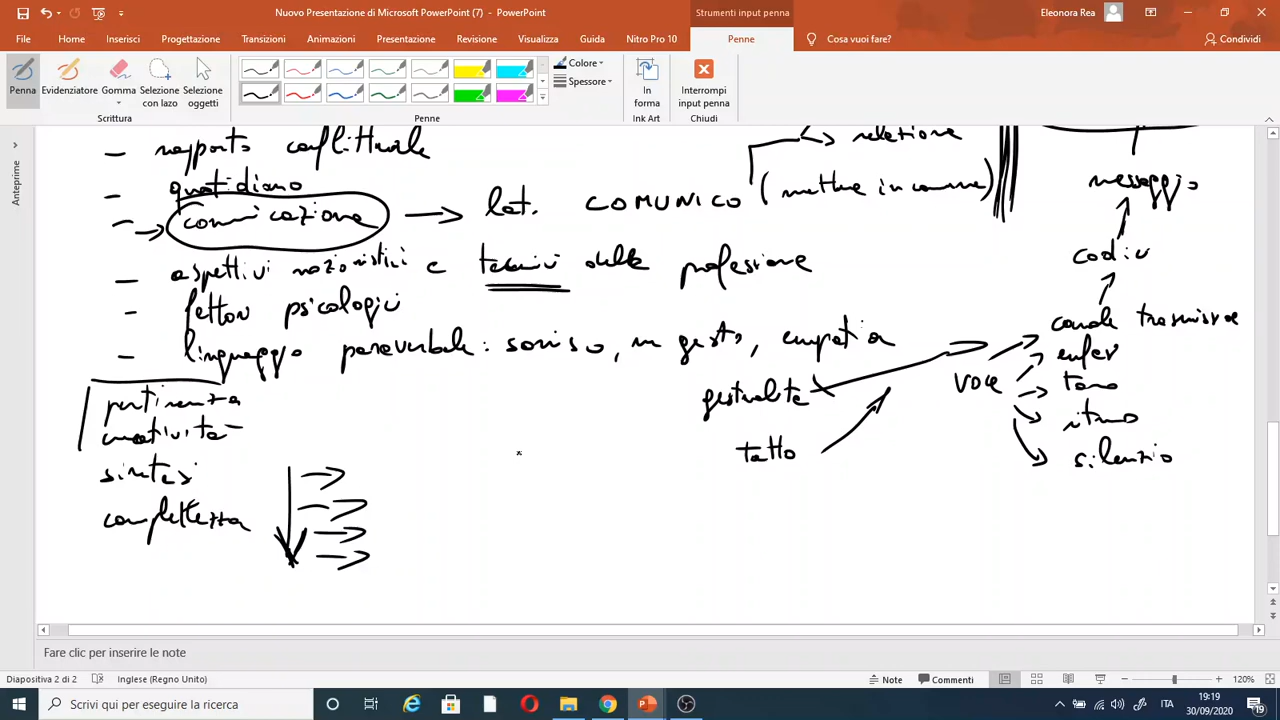 Nuovo Presentazione di Microsoft PowerPoint (7) - PowerPoint
Strumenti input penna
Eleonora Rea
File Home Inserisci Progettazione Transizioni Animazioni Presentazione Revisione Visualizza Guida Nitro Pro 10 Penne Cosa vuoi fare? Condividi
Penna Evidenziatore Gomma Selezione con lazo Selezione oggetti
Colore
Spessore
In forma
Interrompi input penna
Scrittura Penne Ink Art Chiudi
Anteprime
– rapporto conflittuale
– quotidiano
– comunicazione → lat. COMUNICO
relazione
(mettere in comune)
– aspettivi nozionistici e tecnici della professione
– fattori psicologici
– linguaggio paraverbale: sorriso, un gesto, empatia
pertinenza
creatività
sintesi
completezza
gestualità
tatto
voce
messaggio
codice
canale
tono
ritmo
silenzio
Fare clic per inserire le note
Diapositiva 2 di 2 Inglese (Regno Unito) Note Commenti 120%
Scrivi qui per eseguire la ricerca
ITA
19:19
30/09/2020
19